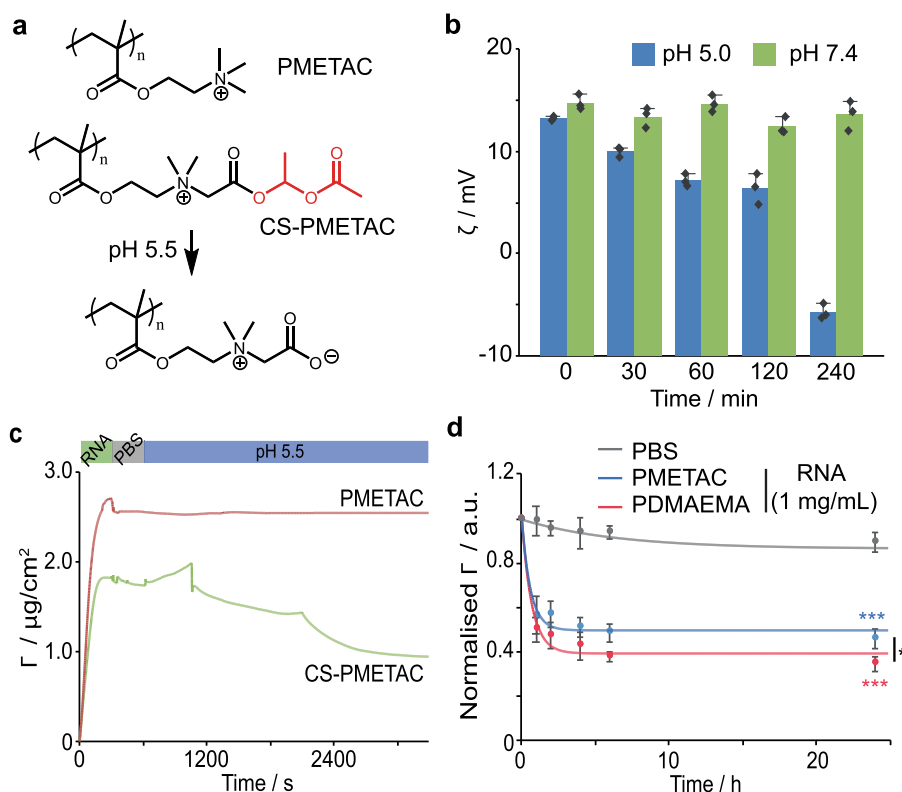 a
n
O
O
N
⊕
PMETAC
n
O
O
N
⊕
O
O
O
O
CS-PMETAC
pH 5.5
n
O
O
N
⊕
O
O
⊖
b
pH 5.0
pH 7.4
20
10
0
-10
ζ / mV
0 30 60 120 240
Time / min
c
RNA
PBS
pH 5.5
3.0
2.0
1.0
0
Γ / µg/cm²
PMETAC
CS-PMETAC
0 1200 2400
Time / s
d
PBS
PMETAC
PDMAEMA
RNA
(1 mg/mL)
1.2
0.8
0.4
0
Normalised Γ / a.u.
***
*
***
0 10 20
Time / h